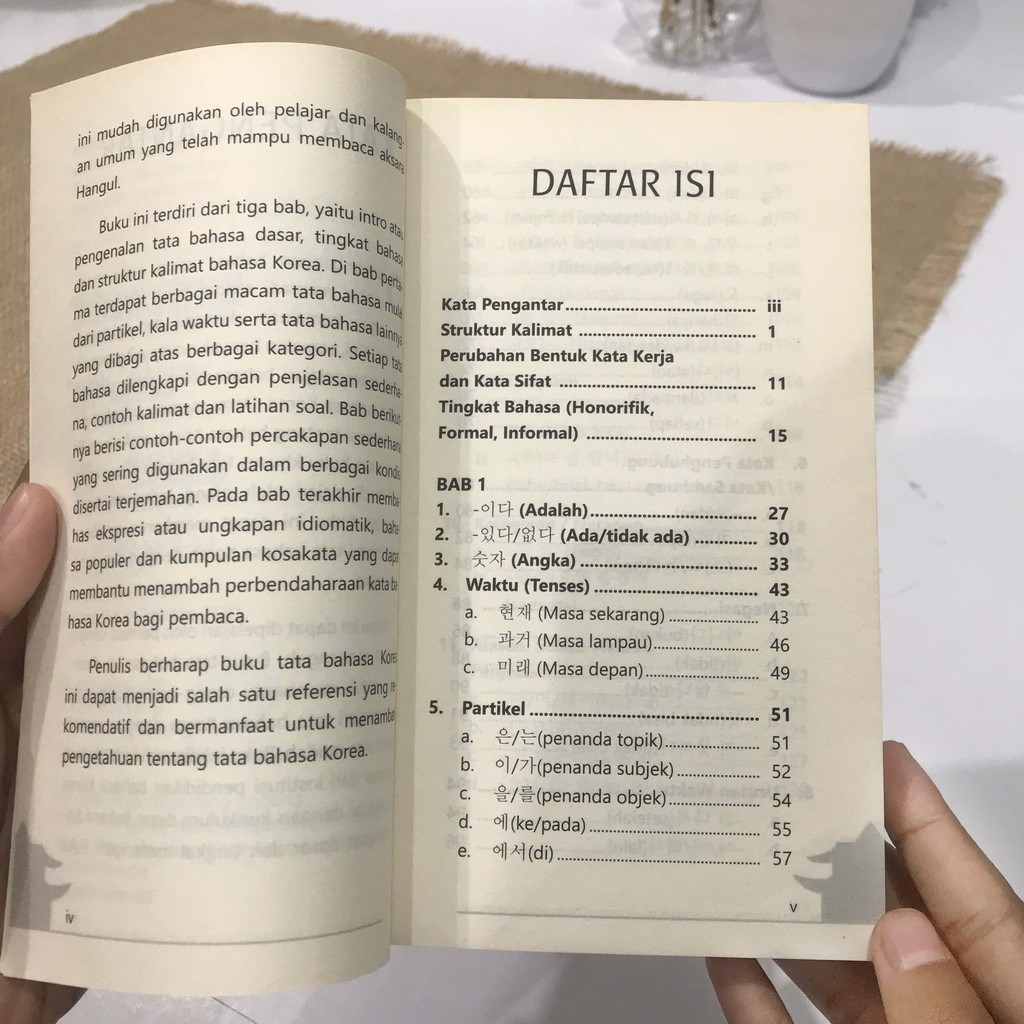 ini mudah digunakan oleh pelajar dan kalang-
an umum yang telah mampu membaca aksara
Hangul.
Buku ini terdiri dari tiga bab, yaitu intro atau
pengenalan tata bahasa dasar, tingkat bahasa
dan struktur kalimat bahasa Korea. Di bab perta-
ma terdapat berbagai macam tata bahasa mula
dari partikel, kala waktu serta tata bahasa lainnya
yang dibagi atas berbagai kategori. Setiap tata
bahasa dilengkapi dengan penjelasan sederha-
na, contoh kalimat dan latihan soal. Bab berikut-
nya berisi contoh-contoh percakapan sederhana
yang sering digunakan dalam berbagai kondis
disertai terjemahan. Pada bab terakhir memba
has ekspresi atau ungkapan idiomatik, baha
sa populer dan kumpulan kosakata yang dapa
membantu menambah perbendaharaan kata ba
hasa Korea bagi pembaca.
Penulis berharap buku tata bahasa Korea
ini dapat menjadi salah satu referensi yang re
komendatif dan bermanfaat untuk menambah
pengetahuan tentang tata bahasa Korea.
iv
DAFTAR ISI
Kata Pengantar................................................ iii
Struktur Kalimat ............................................. 1
Perubahan Bentuk Kata Kerja
dan Kata Sifat .................................................. 11
Tingkat Bahasa (Honorifik,
Formal, Informal) ........................................... 15
BAB 1
1. -이다 (Adalah)........................................... 27
2. -있다/없다 (Ada/tidak ada) ................ 30
3. 숫자 (Angka) ............................................. 33
4. Waktu (Tenses) ......................................... 43
a. 현재 (Masa sekarang) ........................ 43
b. 과거 (Masa lampau)........................... 46
c. 미래 (Masa depan) ............................. 49
5. Partikel ....................................................... 51
a. 은/는(penanda topik)........................ 51
b. 이/가(penanda subjek) ..................... 52
c. 을/를(penanda objek) ....................... 54
d. 에(ke/pada) ......................................... 55
e. 에서(di) ................................................. 57
v